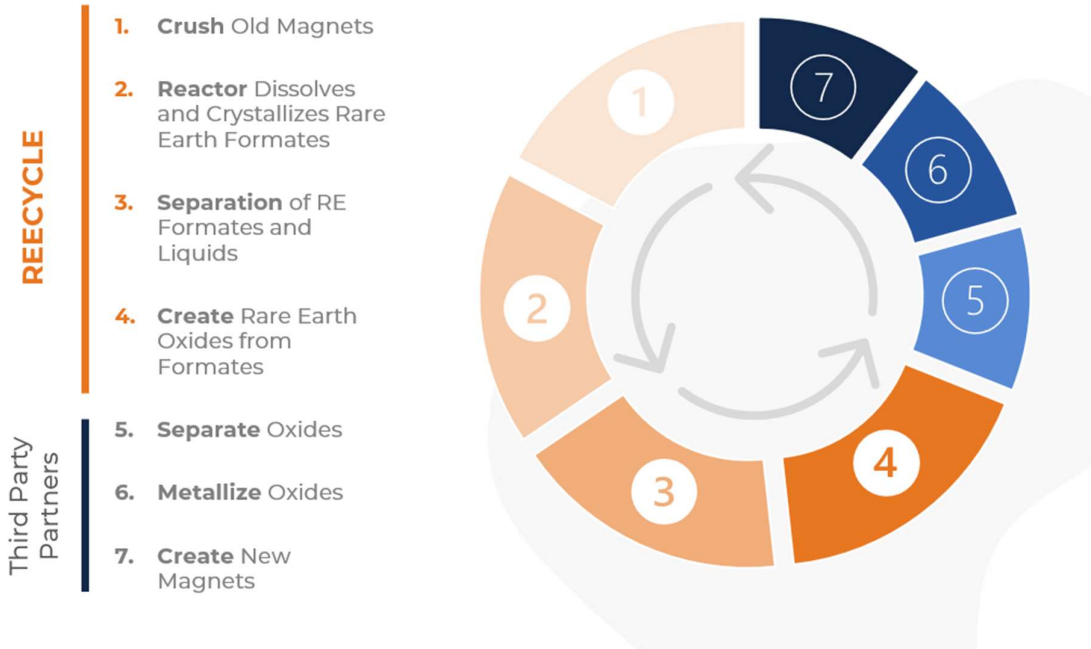 REECYCLE
1. Crush Old Magnets
2. Reactor Dissolves
and Crystallizes Rare
Earth Formates
3. Separation of RE
Formates and
Liquids
4. Create Rare Earth
Oxides from
Formates
Third Party
Partners
5. Separate Oxides
6. Metallize Oxides
7. Create New
Magnets
1
2
3
4
5
6
7